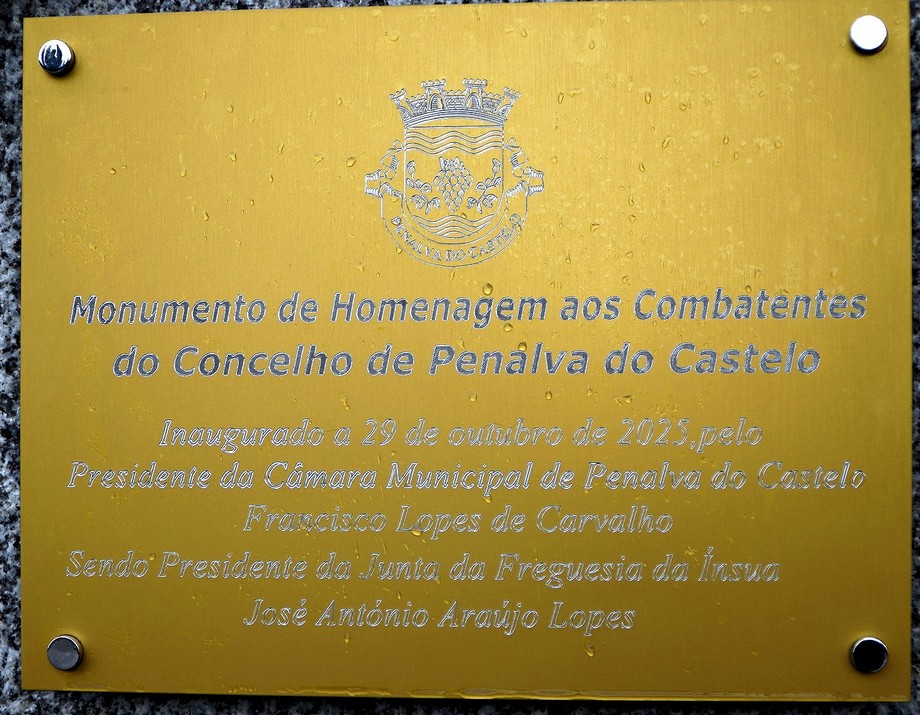 PENALVA DO CASTELO
Monumento de Homenagem aos Combatentes
do Concelho de Penalva do Castelo
Inaugurado a 29 de outubro de 2025,pelo
Presidente da Câmara Municipal de Penalva do Castelo
Francisco Lopes de Carvalho
Sendo Presidente da Junta da Freguesia da Ínsua
José António Araújo Lopes